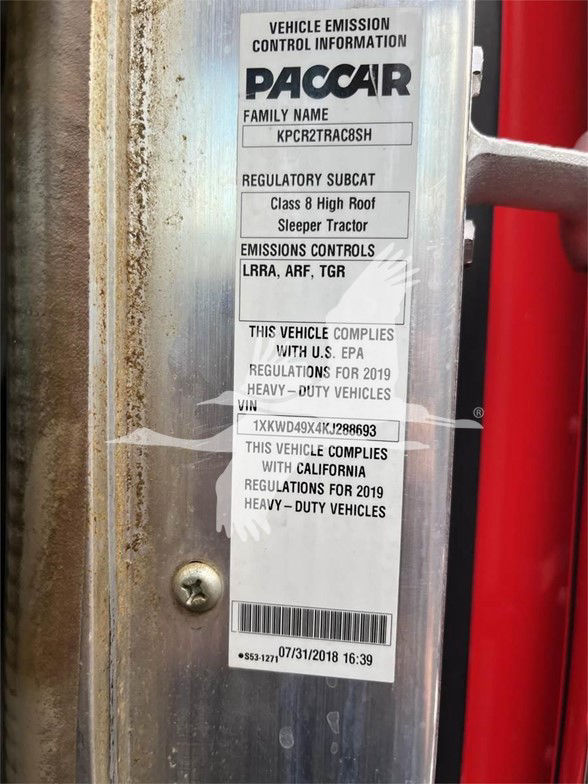 VEHICLE EMISSION
CONTROL INFORMATION
PACCAR
FAMILY NAME
KPCR2TRAC8SH
REGULATORY SUBCAT
Class 8 High Roof
Sleeper Tractor
EMISSIONS CONTROLS
LRRA, ARF, TGR
THIS VEHICLE COMPLIES
WITH U.S. EPA
REGULATIONS FOR 2019
HEAVY-DUTY VEHICLES
VIN
1XKWD49X4KJ288693
®
THIS VEHICLE COMPLIES
WITH CALIFORNIA
REGULATIONS FOR 2019
HEAVY-DUTY VEHICLES
●S53-1271 07/31/2018 16:39